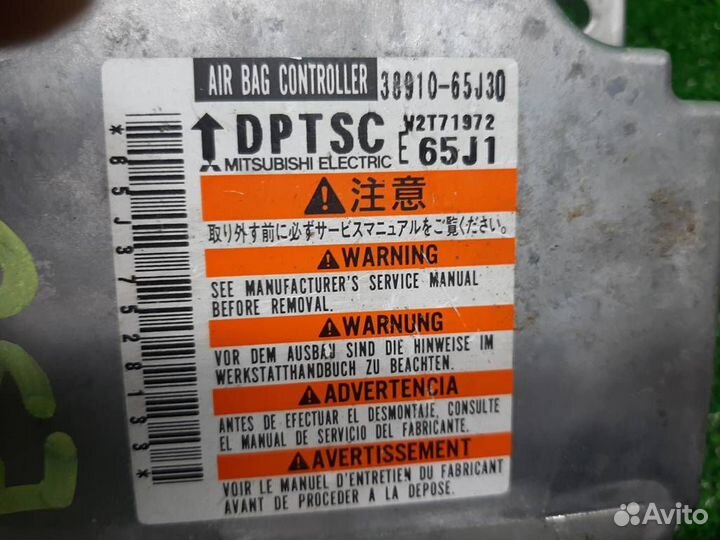 AIR BAG CONTROLLER 38910-65J30
DPTSC W2T71972
MITSUBISHI ELECTRIC E 65J1
注意
取り外す前に必ずサービスマニュアルをご覧ください。
WARNING
SEE MANUFACTURER'S SERVICE MANUAL
BEFORE REMOVAL.
WARNUNG
VOR DEM AUSBAU SIND DIE HINWEISE IM
WERKSTATTHANDBUCH ZU BEACHTEN.
ADVERTENCIA
ANTES DE EFECTUAR EL DESMONTAJE, CONSULTE
EL MANUAL DE SERVICIO DEL FABRICANTE.
AVERTISSEMENT
VOIR LE MANUEL D'ENTRETIEN DU FABRICANT
AVANT DE PROCEDER A LA DEPOSE.
*65J37528133*
Avito